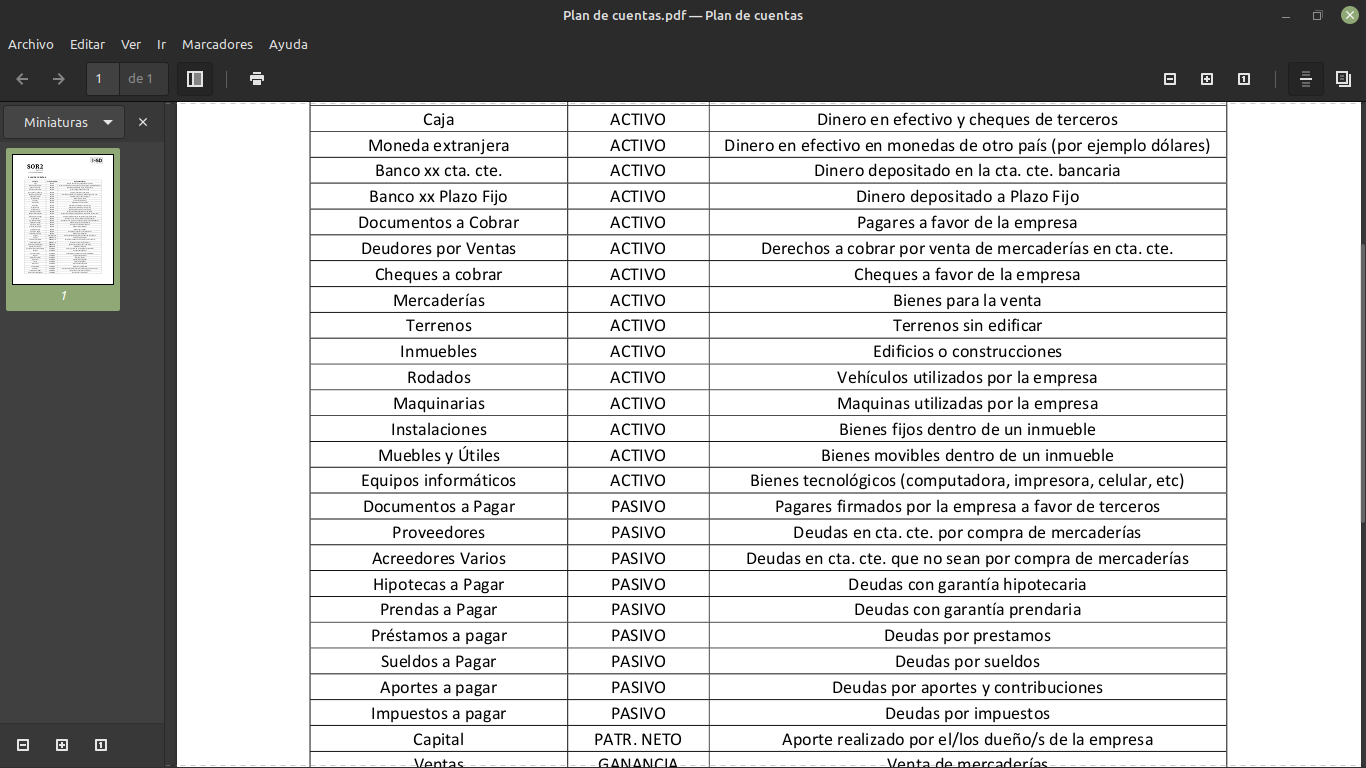 Plan de cuentas.pdf — Plan de cuentas
Archivo Editar Ver Ir Marcadores Ayuda
1 de 1
Miniaturas
SOR2
1
Caja ACTIVO Dinero en efectivo y cheques de terceros
Moneda extranjera ACTIVO Dinero en efectivo en monedas de otro país (por ejemplo dólares)
Banco xx cta. cte. ACTIVO Dinero depositado en la cta. cte. bancaria
Banco xx Plazo Fijo ACTIVO Dinero depositado a Plazo Fijo
Documentos a Cobrar ACTIVO Pagares a favor de la empresa
Deudores por Ventas ACTIVO Derechos a cobrar por venta de mercaderías en cta. cte.
Cheques a cobrar ACTIVO Cheques a favor de la empresa
Mercaderías ACTIVO Bienes para la venta
Terrenos ACTIVO Terrenos sin edificar
Inmuebles ACTIVO Edificios o construcciones
Rodados ACTIVO Vehículos utilizados por la empresa
Maquinarias ACTIVO Maquinas utilizadas por la empresa
Instalaciones ACTIVO Bienes fijos dentro de un inmueble
Muebles y Útiles ACTIVO Bienes movibles dentro de un inmueble
Equipos informáticos ACTIVO Bienes tecnológicos (computadora, impresora, celular, etc)
Documentos a Pagar PASIVO Pagares firmados por la empresa a favor de terceros
Proveedores PASIVO Deudas en cta. cte. por compra de mercaderías
Acreedores Varios PASIVO Deudas en cta. cte. que no sean por compra de mercaderías
Hipotecas a Pagar PASIVO Deudas con garantía hipotecaria
Prendas a Pagar PASIVO Deudas con garantía prendaria
Préstamos a pagar PASIVO Deudas por prestamos
Sueldos a Pagar PASIVO Deudas por sueldos
Aportes a pagar PASIVO Deudas por aportes y contribuciones
Impuestos a pagar PASIVO Deudas por impuestos
Capital PATR. NETO Aporte realizado por el/los dueño/s de la empresa
Ventas GANANCIA Venta de mercaderías